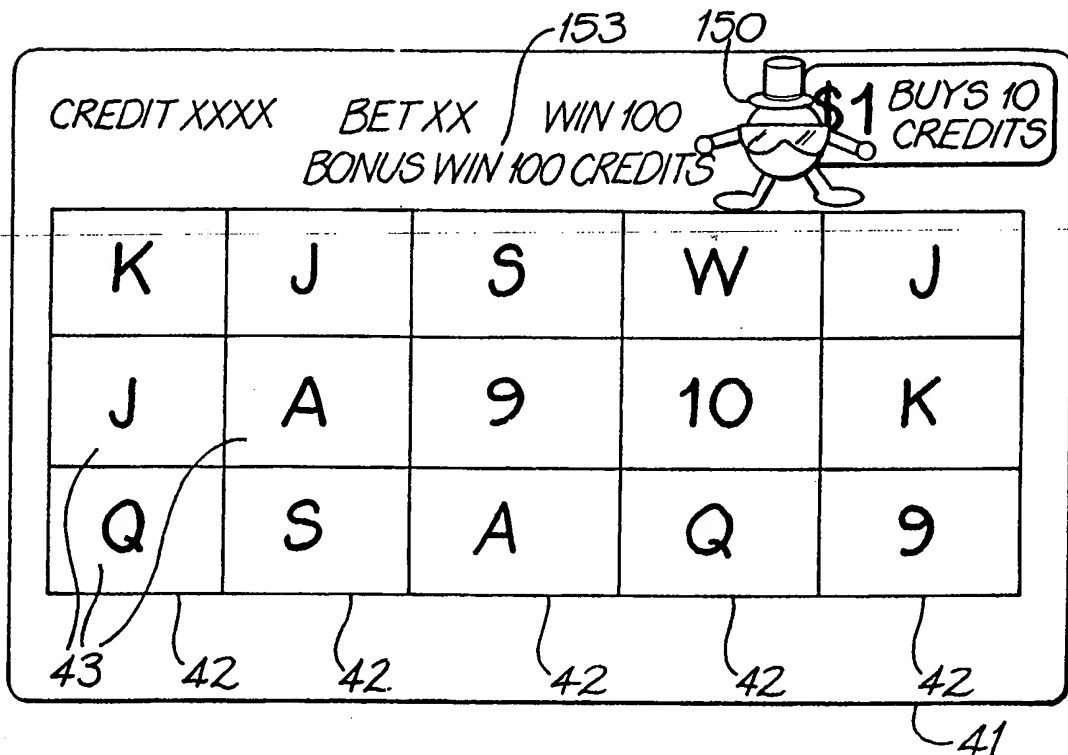 153 150
CREDIT XXXX BET XX WIN 100 $1 BUYS 10
CREDITS
BONUS WIN 100 CREDITS
K J S W J
J A 9 10 K
Q S A Q 9
43 42 42 42 42 42
41